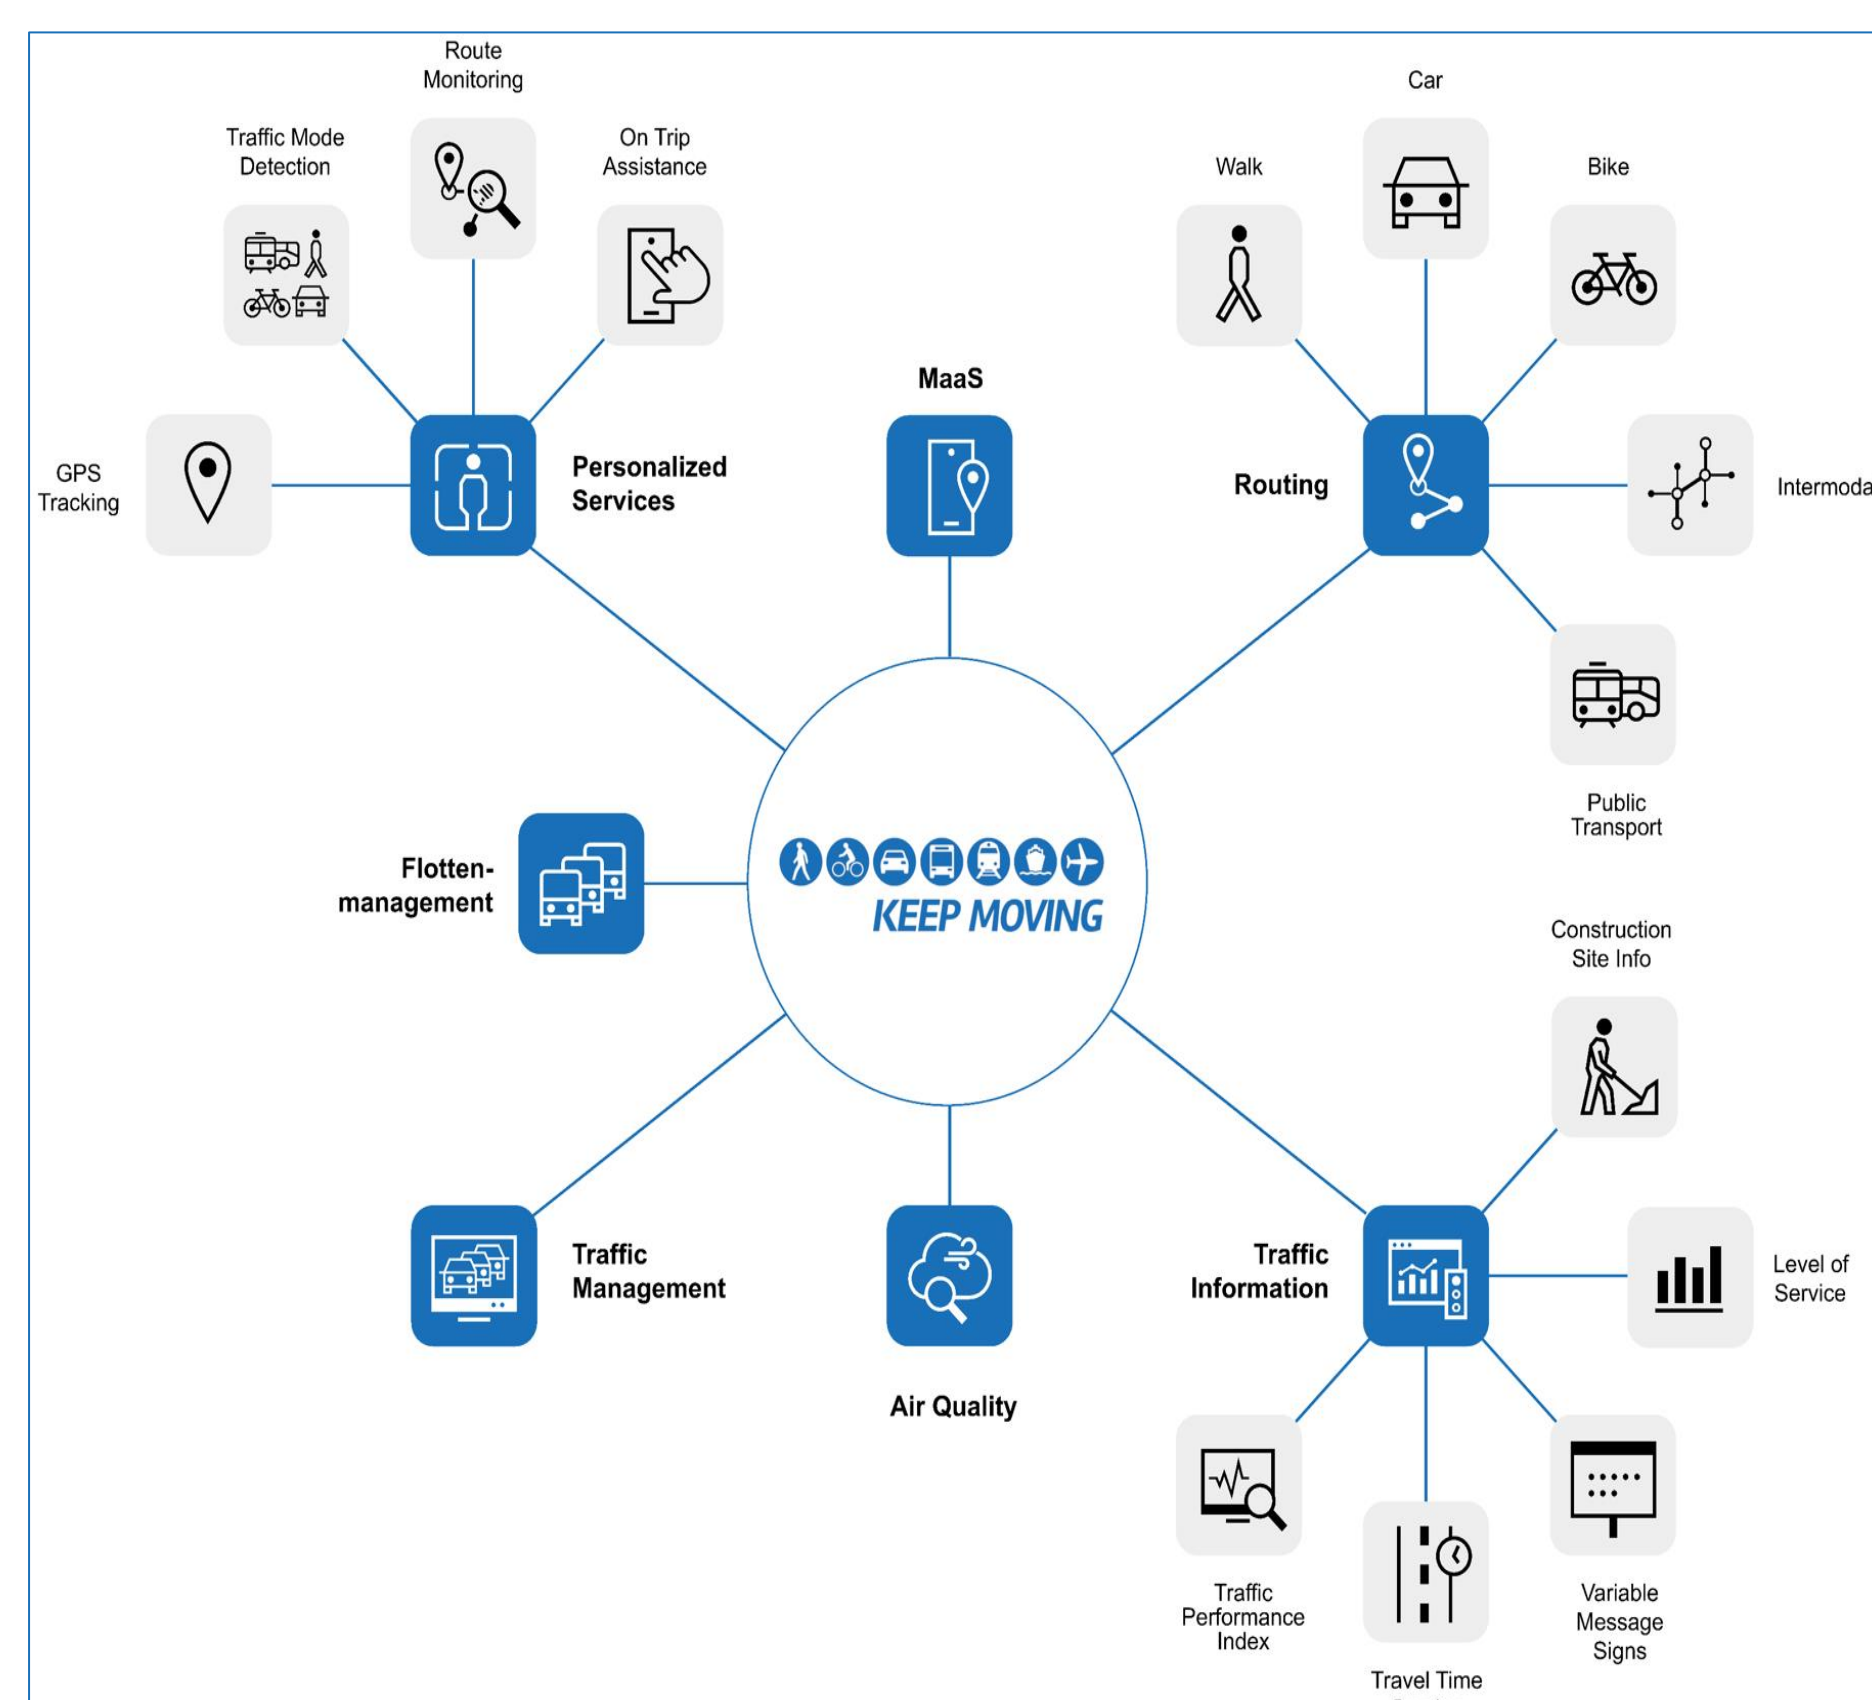 Route
Monitoring
Traffic Mode
Detection
On Trip
Assistance
GPS
Tracking
Personalized
Services
MaaS
Car
Walk
Bike
Routing
Intermoda
Public
Transport
Flotten-
management
KEEP MOVING
Construction
Site Info
Traffic
Management
Air Quality
Traffic
Information
Level of
Service
Traffic
Performance
Index
Variable
Message
Signs
Travel Time